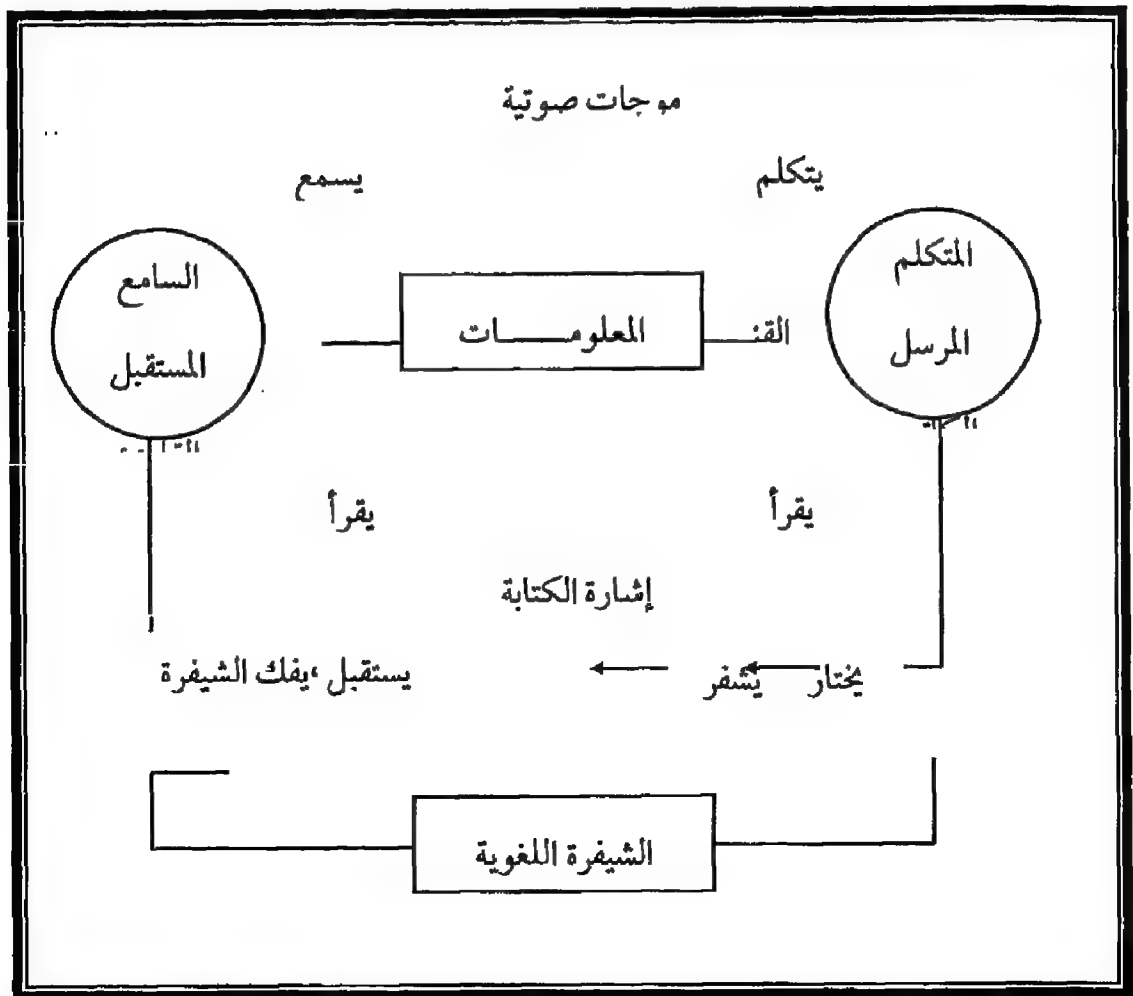 موجات صوتية
يتكلم يسمع
المتكلم
المرسل
المعلومــــــات
السامع
المستقبل
يقرأ يقرأ
إشارة الكتابة
يختار يشفر يستقبل ،يفك الشيفرة
الشيفرة اللغوية